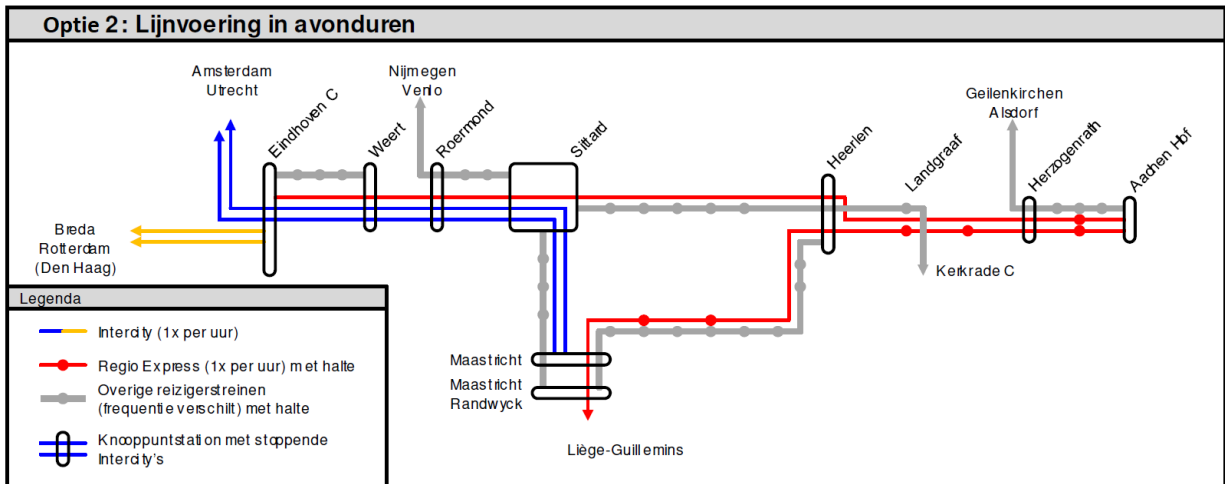 Optie 2: Lijnvoering in avonduren
Amsterdam
Utrecht
Eindhoven C
Weert
Nijmegen
Venlo
Roermond
Sittard
Heerlen
Landgraaf
Geilenkirchen
Alsdorf
Herzogenrath
Aachen Hbf
Breda
Rotterdam
(Den Haag)
Kerkrade C
Maastricht
Maastricht
Randwyck
Liège-Guillemins
Legenda
Intercity (1x per uur)
Regio Express (1x per uur) met halte
Overige reizigerstreinen
(frequentie verschilt) met halte
Knooppuntstation met stoppende
Intercity's